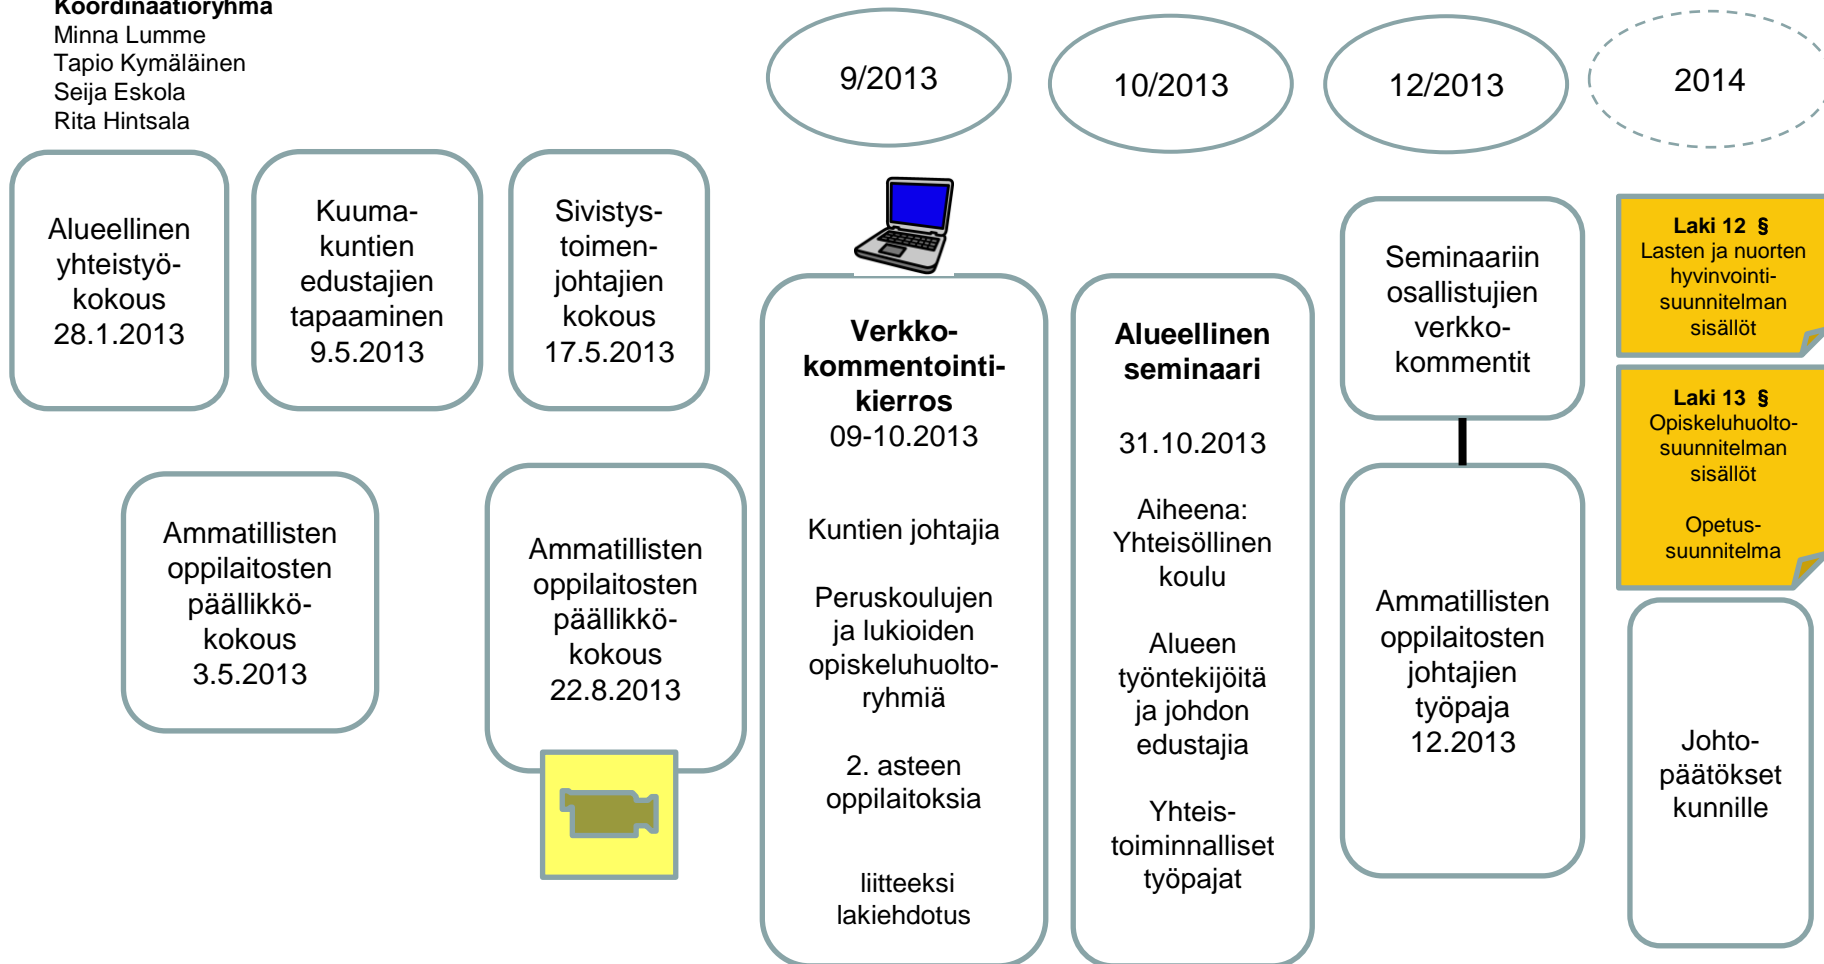 Koordinaatioryhmä
Minna Lumme
Tapio Kymäläinen
Seija Eskola
Rita Hintsala
9/2013
10/2013
12/2013
2014
Alueellinen
yhteistyö-
kokous
28.1.2013
Kuuma-
kuntien
edustajien
tapaaminen
9.5.2013
Sivistys-
toimen-
johtajien
kokous
17.5.2013
Ammatillisten
oppilaitosten
päällikkö-
kokous
3.5.2013
Ammatillisten
oppilaitosten
päällikkö-
kokous
22.8.2013
Verkko-
kommentointi-
kierros
09-10.2013
Kuntien johtajia
Peruskoulujen
ja lukioiden
opiskeluhuolto-
ryhmiä
2. asteen
oppilaitoksia
liitteeksi
lakiehdotus
Alueellinen
seminaari
31.10.2013
Aiheena:
Yhteisöllinen
koulu
Alueen
työntekijöitä
ja johdon
edustajia
Yhteis-
toiminnalliset
työpajat
Seminaariin
osallistujien
verkko-
kommentit
Ammatillisten
oppilaitosten
johtajien
työpaja
12.2013
Laki 12 §
Lasten ja nuorten
hyvinvointi-
suunnitelman
sisällöt
Laki 13 §
Opiskeluhuolto-
suunnitelman
sisällöt
Opetus-
suunnitelma
Johto-
päätökset
kunnille